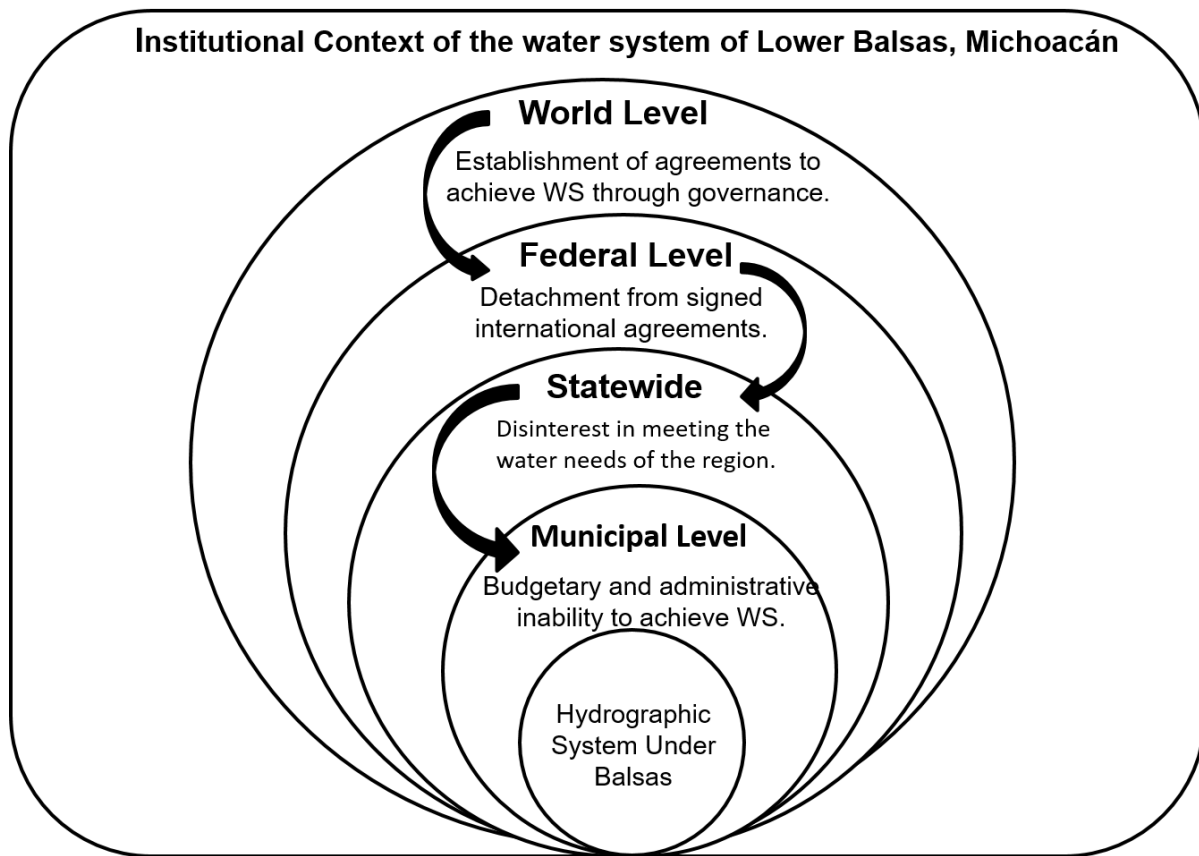 Institutional Context of the water system of Lower Balsas, Michoacán
World Level
Establishment of agreements to
achieve WS through governance.
Federal Level
Detachment from signed
international agreements.
Statewide
Disinterest in meeting the
water needs of the region.
Municipal Level
Budgetary and administrative
inability to achieve WS.
Hydrographic
System Under
Balsas